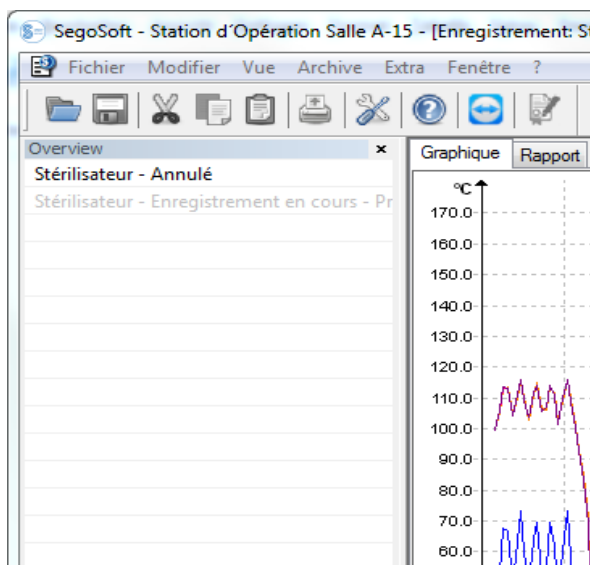 SegoSoft - Station d´Opération Salle A-15 - [Enregistrement: S
Fichier Modifier Vue Archive Extra Fenêtre ?
Overview
Stérilisateur - Annulé
Stérilisateur - Enregistrement en cours - Pr
Graphique Rapport
°C
170.0
160.0
150.0
140.0
130.0
120.0
110.0
100.0
90.0
80.0
70.0
60.0